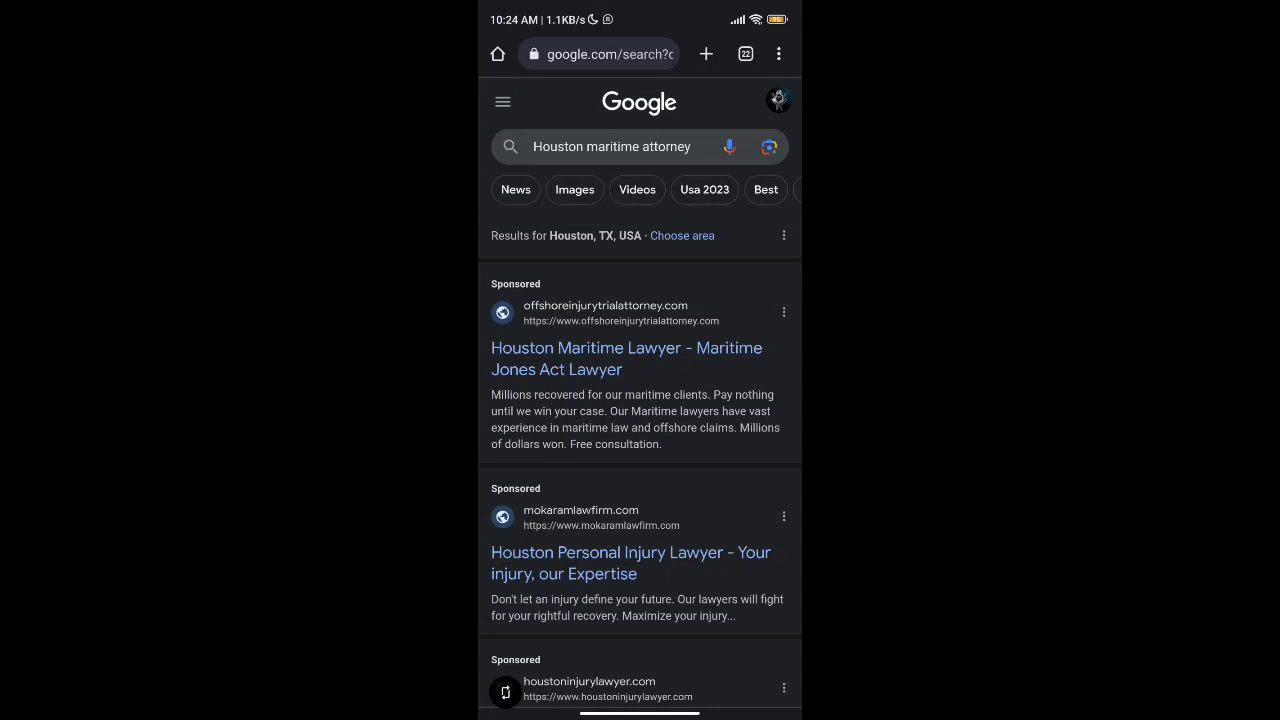 10:24 AM | 1.1KB/s
95
google.com/search?c
22
Google
Houston maritime attorney
News Images Videos Usa 2023 Best
Results for Houston, TX, USA · Choose area
Sponsored
offshoreinjurytrialattorney.com
https://www.offshoreinjurytrialattorney.com
Houston Maritime Lawyer - Maritime
Jones Act Lawyer
Millions recovered for our maritime clients. Pay nothing
until we win your case. Our Maritime lawyers have vast
experience in maritime law and offshore claims. Millions
of dollars won. Free consultation.
Sponsored
mokaramlawfirm.com
https://www.mokaramlawfirm.com
Houston Personal Injury Lawyer - Your
injury, our Expertise
Don't let an injury define your future. Our lawyers will fight
for your rightful recovery. Maximize your injury...
Sponsored
houstoninjurylawyer.com
https://www.houstoninjurylawyer.com